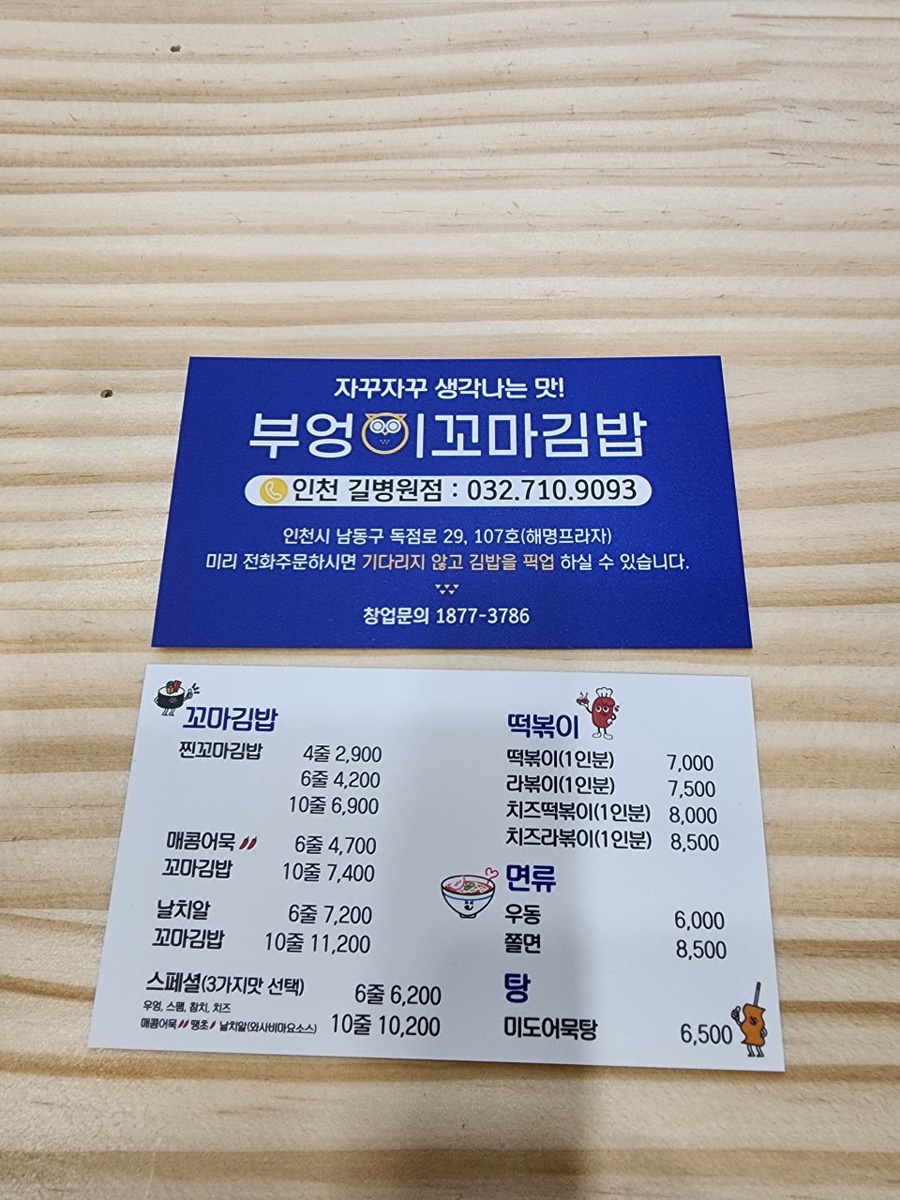 자꾸자꾸 생각나는 맛!
부엉이꼬마김밥
인천 길병원점 : 032.710.9093
인천시 남동구 독점로 29, 107호(해명프라자)
미리 전화주문하시면 기다리지 않고 김밥을 픽업 하실 수 있습니다.
창업문의 1877-3786
꼬마김밥
찐꼬마김밥 4줄 2,900
6줄 4,200
10줄 6,900
매콤어묵 6줄 4,700
꼬마김밥 10줄 7,400
날치알 6줄 7,200
꼬마김밥 10줄 11,200
스페셜(3가지맛 선택) 6줄 6,200
우엉, 스팸, 참치, 치즈
매콤어묵 땡초 날치알(와사비마요소스) 10줄 10,200
떡볶이
떡볶이(1인분) 7,000
라볶이(1인분) 7,500
치즈떡볶이(1인분) 8,000
치즈라볶이(1인분) 8,500
면류
우동 6,000
쫄면 8,500
탕
미도어묵탕 6,500